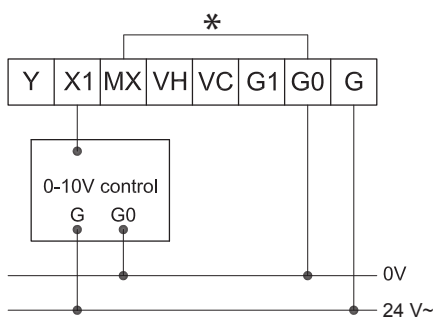 *
Y X1 MX VH VC G1 G0 G
0-10V control
G G0
0V
24 V~